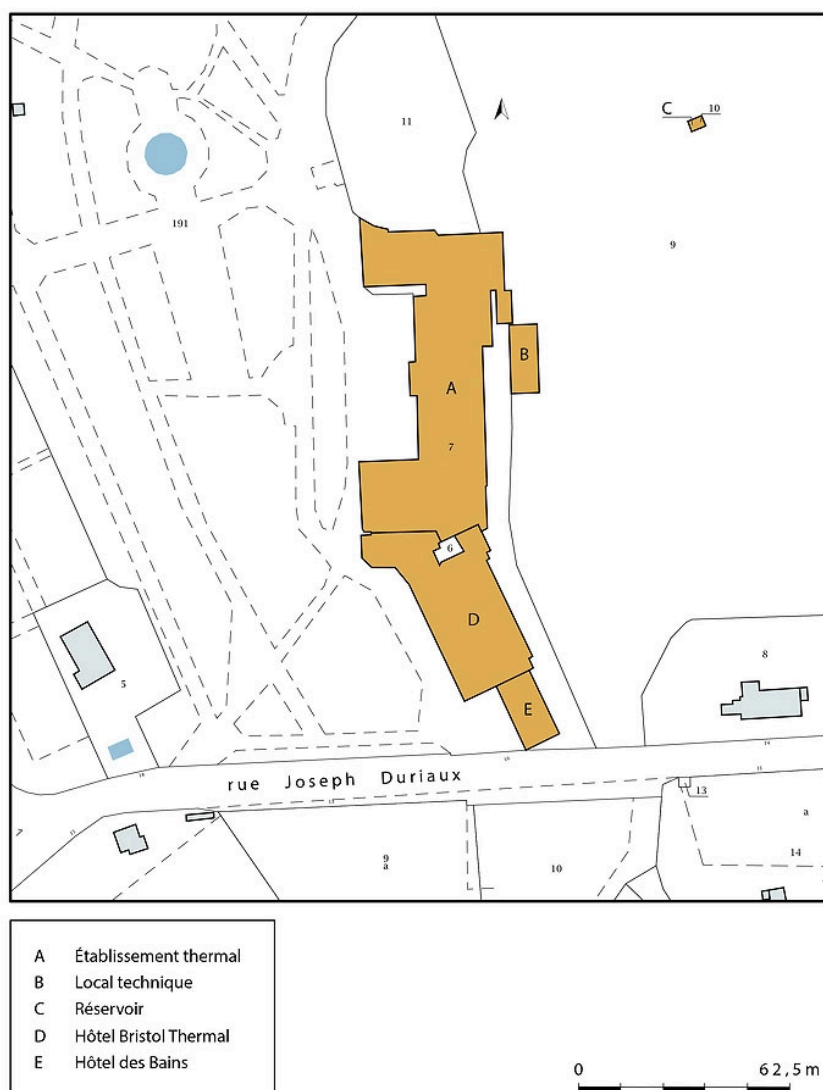 11
C 10
191
9
B
A
7
6
D
8
5
E
rue Joseph Duriaux
13
a
9
a
10
14
A Établissement thermal
B Local technique
C Réservoir
D Hôtel Bristol Thermal
E Hôtel des Bains
0 62,5m